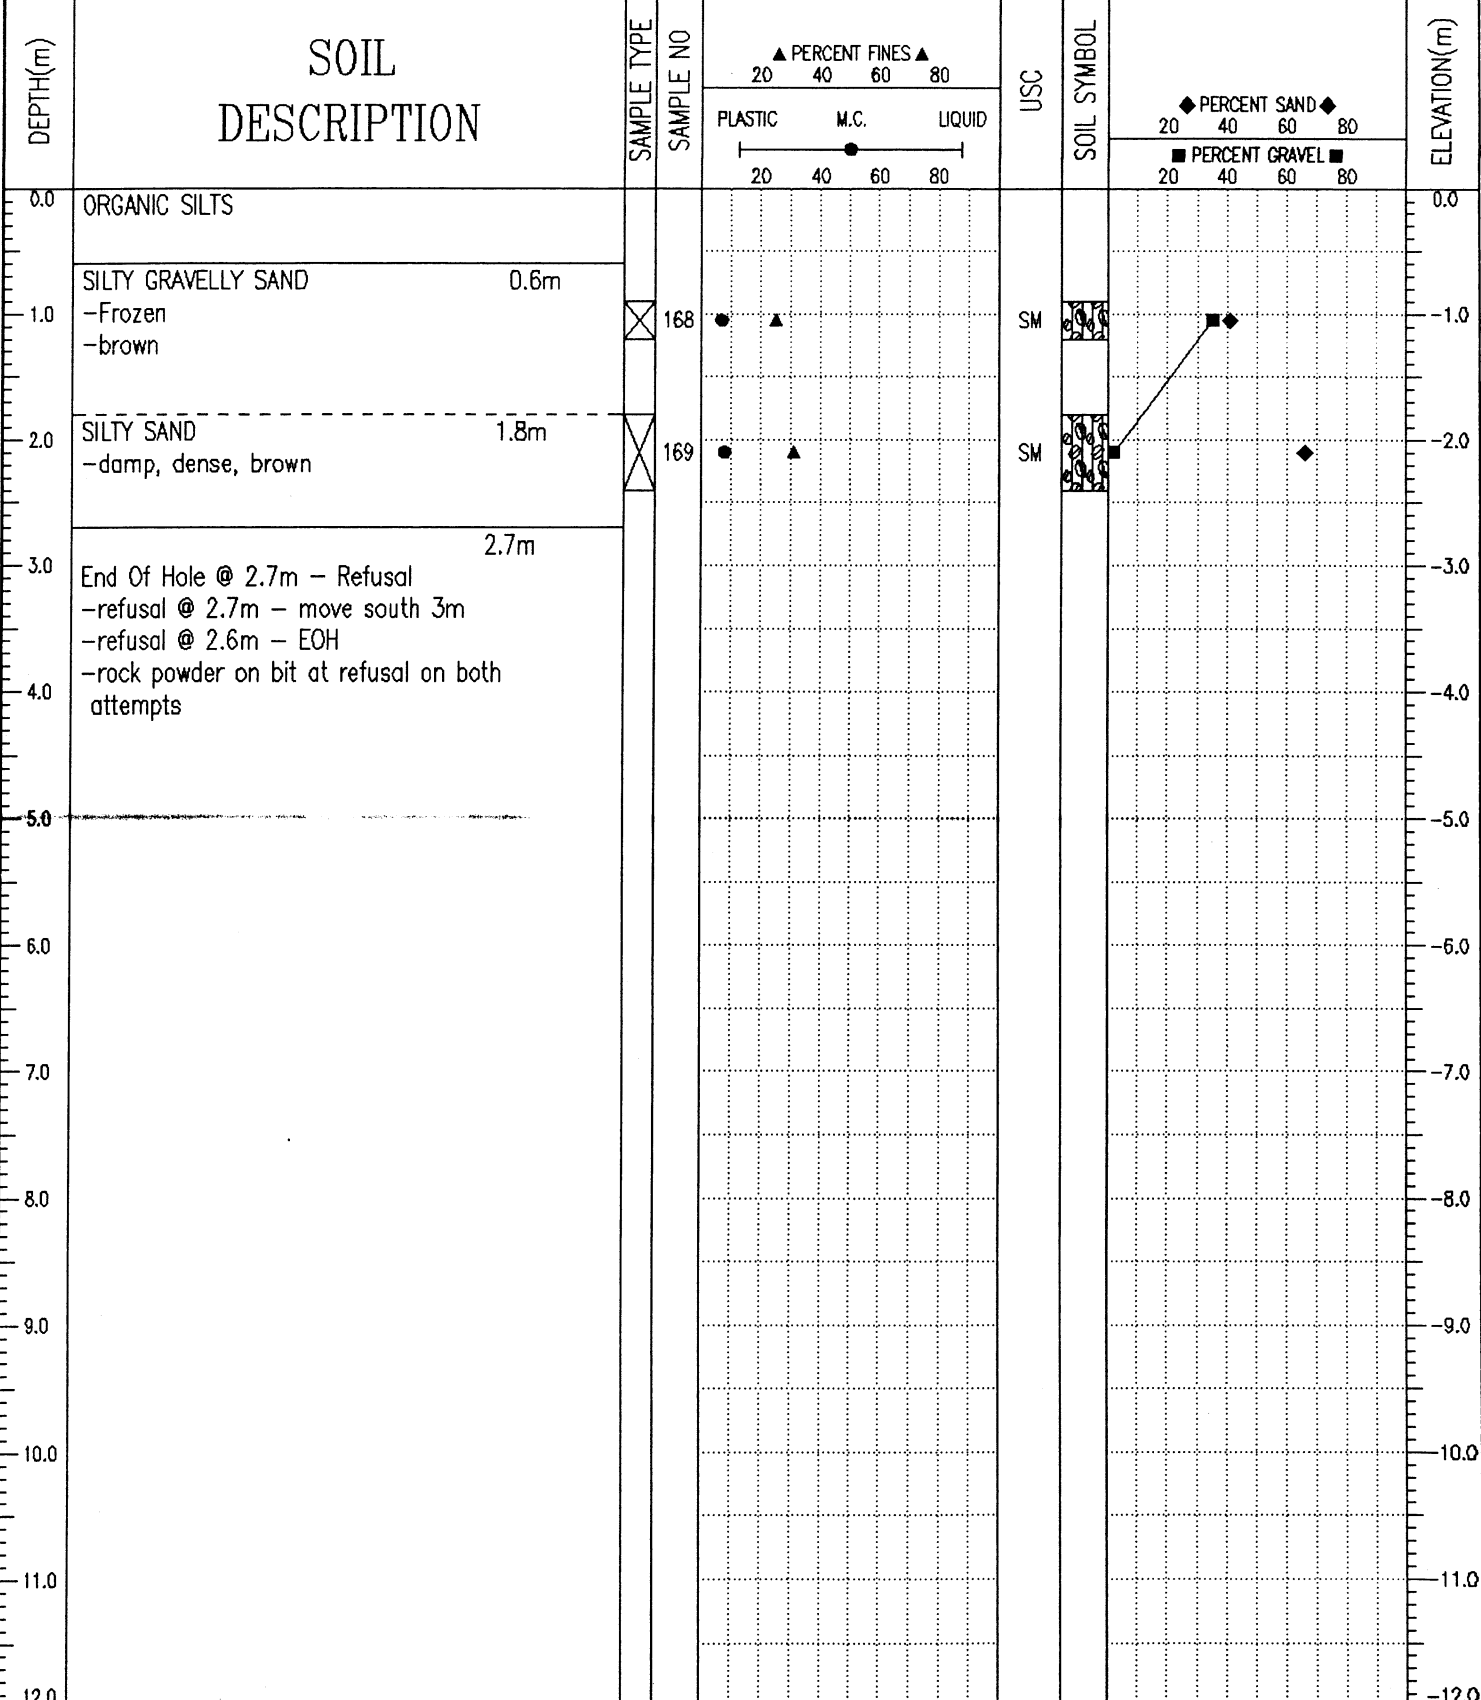 DEPTH(m)
SOIL
DESCRIPTION
SAMPLE TYPE
SAMPLE NO
▲ PERCENT FINES ▲
20 40 60 80
PLASTIC M.C. LIQUID
20 40 60 80
USC
SOIL SYMBOL
◆ PERCENT SAND ◆
20 40 60 80
■ PERCENT GRAVEL ■
20 40 60 80
ELEVATION(m)
0.0
ORGANIC SILTS
0.0
SILTY GRAVELLY SAND 0.6m
1.0
-Frozen
168
SM
-1.0
-brown
SILTY SAND 1.8m
2.0
-damp, dense, brown
169
SM
-2.0
2.7m
3.0
End Of Hole @ 2.7m - Refusal
-3.0
-refusal @ 2.7m - move south 3m
-refusal @ 2.6m - EOH
-rock powder on bit at refusal on both
4.0
attempts
-4.0
5.0
-5.0
6.0
-6.0
7.0
-7.0
8.0
-8.0
9.0
-9.0
10.0
-10.0
11.0
-11.0
12.0
-12.0